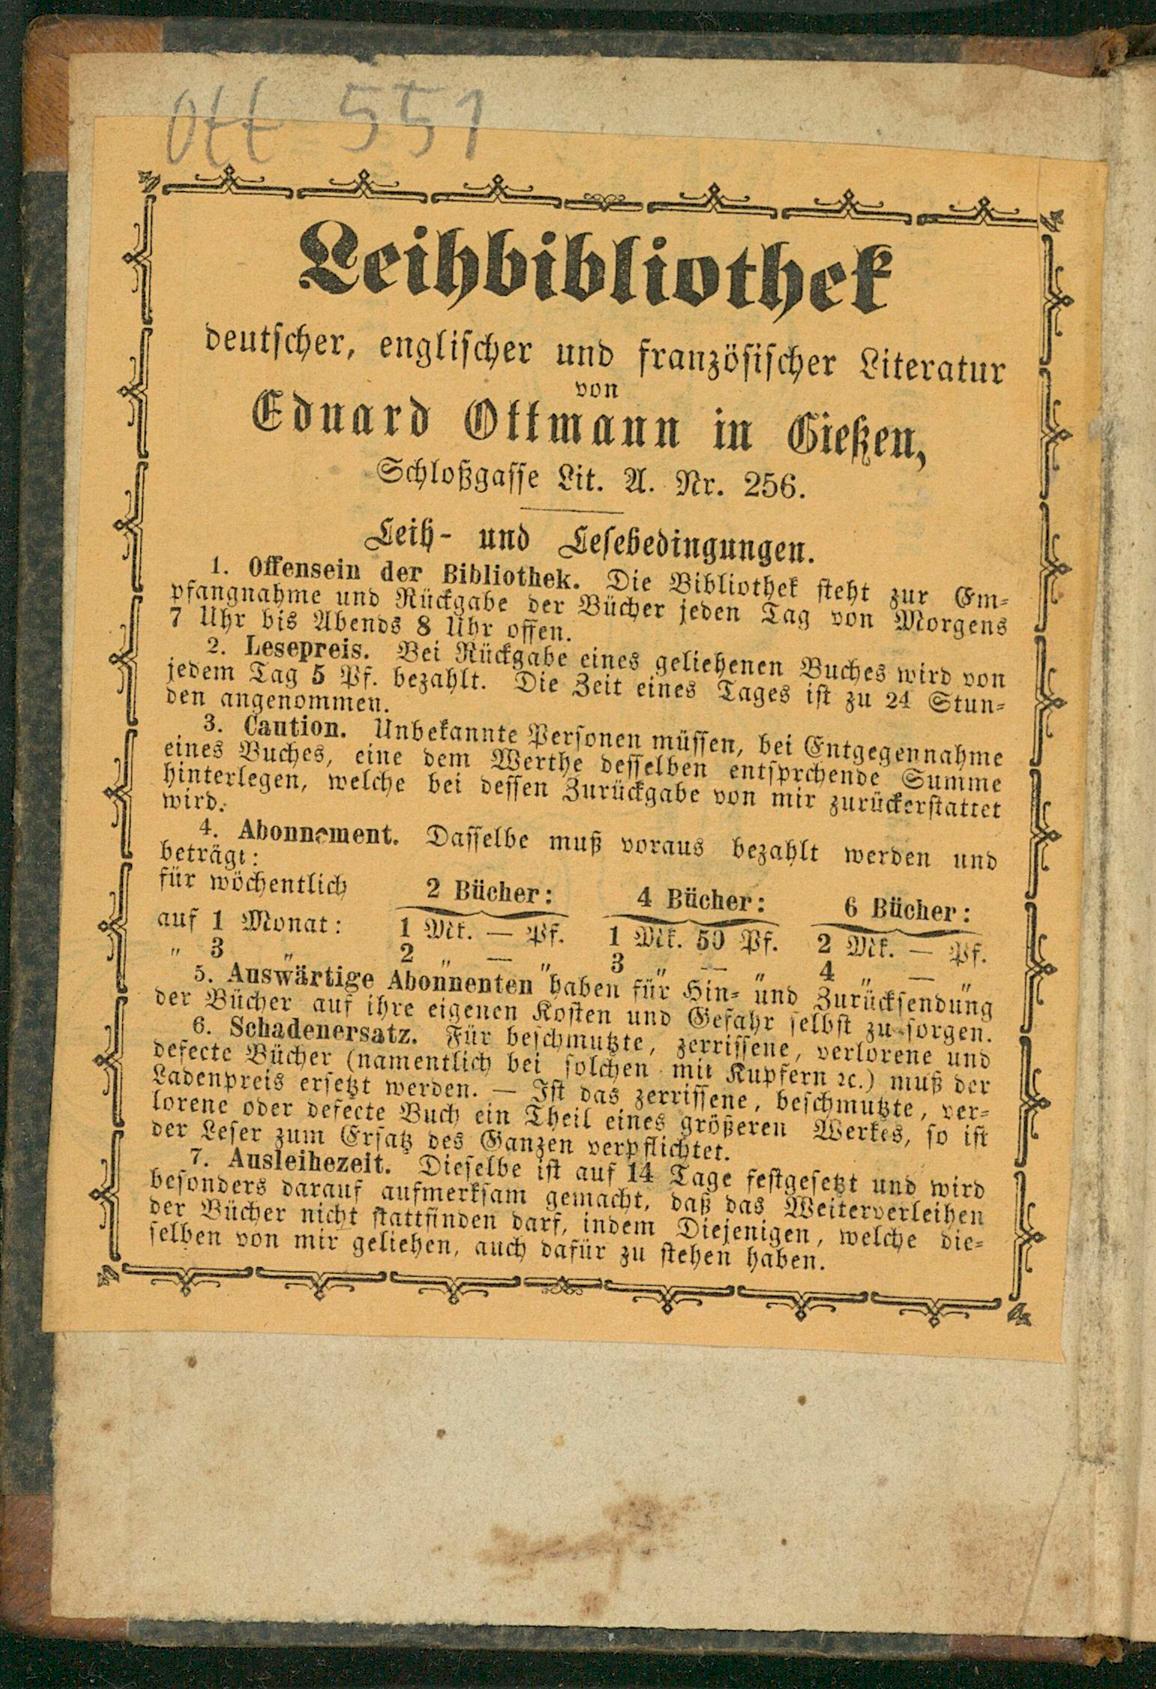 Ott 551
Leihbibliothek
deutscher, englischer und französischer Literatur
von
Eduard Ottmann in Gießen,
Schloßgasse Lit. A. Nr. 256.
Leih- und Lesebedingungen.
1. Offensein der Bibliothek. Die Bibliothek steht zur Em-
pfangnahme und Rückgabe der Bücher jeden Tag von Morgens
7 Uhr bis Abends 8 Uhr offen.
2. Lesepreis. Bei Rückgabe eines geliehenen Buches wird von
jedem Tag 5 Pf. bezahlt. Die Zeit eines Tages ist zu 24 Stun-
den angenommen.
3. Caution. Unbekannte Personen müssen, bei Entgegennahme
eines Buches, eine dem Werthe desselben entsprchende Summe
hinterlegen, welche bei dessen Zurückgabe von mir zurückerstattet
wird.
4. Abonnement. Dasselbe muß voraus bezahlt werden und
beträgt:
für wöchentlich 2 Bücher: 4 Bücher: 6 Bücher:
auf 1 Monat: 1 Mk. — Pf. 1 Mk. 50 Pf. 2 Mk. — Pf.
„ 3 „ 2 „ — „ 3 „ — „ 4 „ — „
5. Auswärtige Abonnenten haben für Hin- und Zurücksendung
der Bücher auf ihre eigenen Kosten und Gefahr selbst zu sorgen.
6. Schadenersatz. Für beschmutzte, zerrissene, verlorene und
defecte Bücher (namentlich bei solchen mit Kupfern ꝛc.) muß der
Ladenpreis ersetzt werden. — Ist das zerrissene, beschmutzte, ver-
lorene oder defecte Buch ein Theil eines größeren Werkes, so ist
der Leser zum Ersatz des Ganzen verpflichtet.
7. Ausleihezeit. Dieselbe ist auf 14 Tage festgesetzt und wird
besonders darauf aufmerksam gemacht, daß das Weiterverleihen
der Bücher nicht stattfinden darf, indem Diejenigen, welche die-
selben von mir geliehen, auch dafür zu stehen haben.